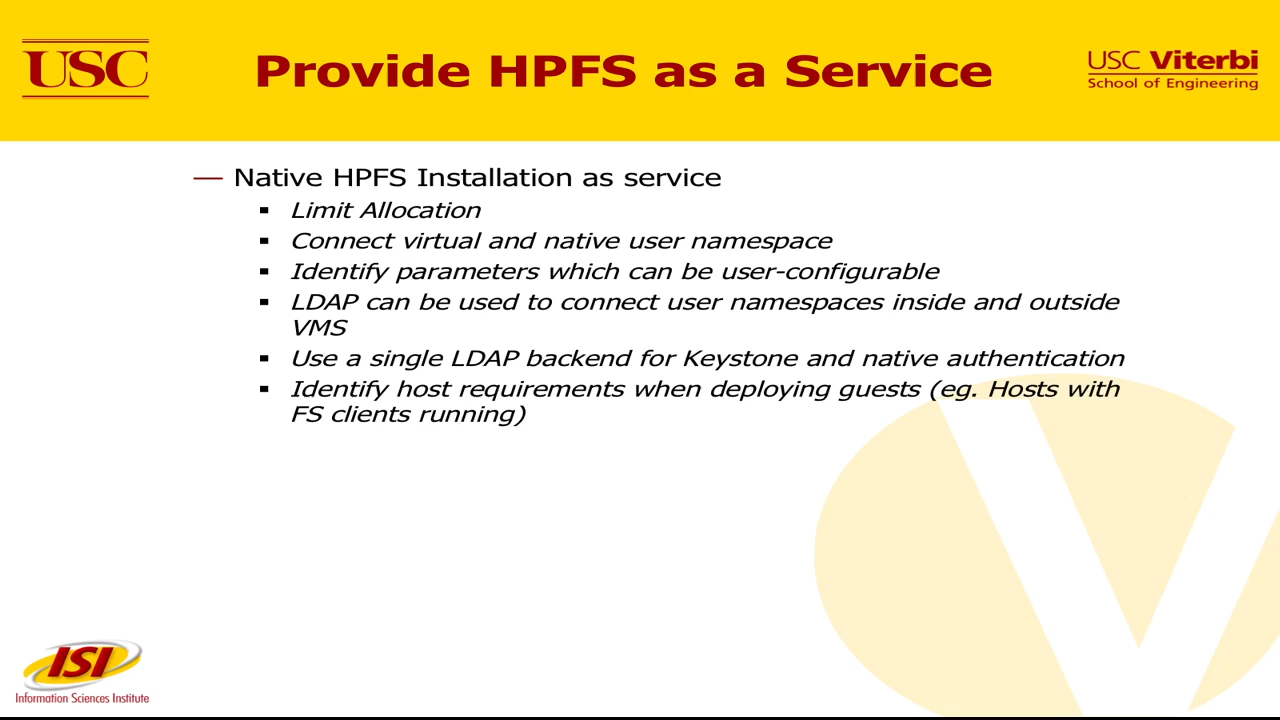 USC
Provide HPFS as a Service
USC Viterbi
School of Engineering
— Native HPFS Installation as service
▪ Limit Allocation
▪ Connect virtual and native user namespace
▪ Identify parameters which can be user-configurable
▪ LDAP can be used to connect user namespaces inside and outside
VMS
▪ Use a single LDAP backend for Keystone and native authentication
▪ Identify host requirements when deploying guests (eg. Hosts with
FS clients running)
ISI
Information Sciences Institute